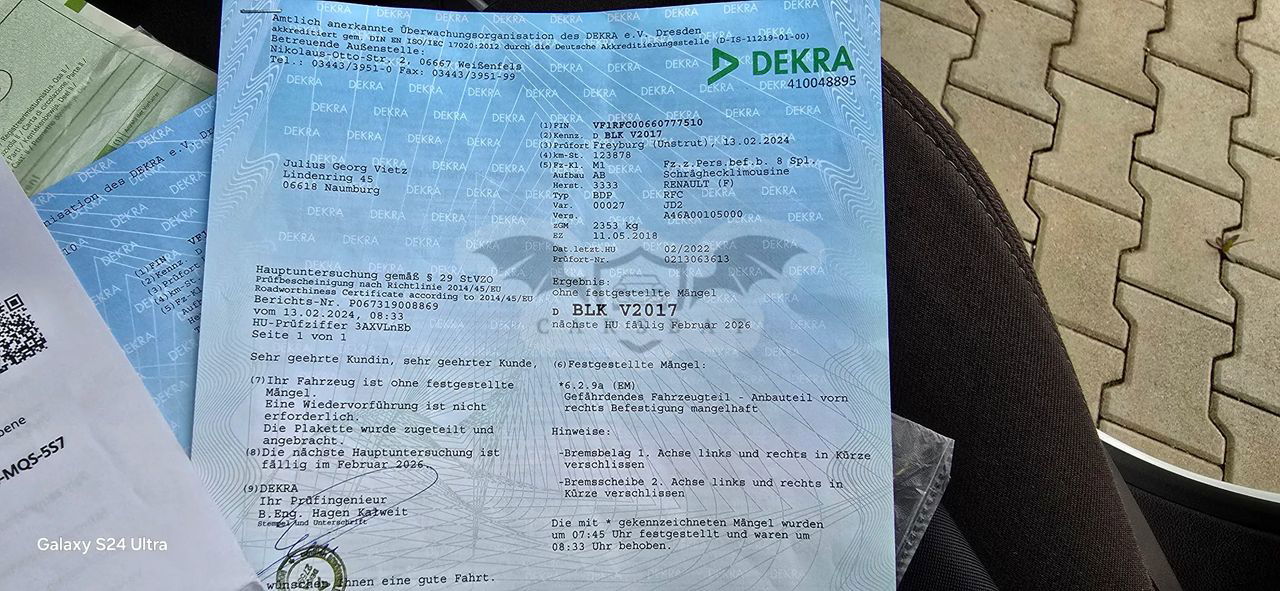 Amtlich anerkannte Überwachungsorganisation des DEKRA e.V. Dresden
akkreditiert gem. DIN EN ISO/IEC 17020:2012 durch die Deutsche Akkreditierungsstelle (D-IS-11219-01-00)
Betreuende Außenstelle:
Nikolaus-Otto-Str. 2, 06667 Weißenfels
Tel.: 03443/3951-0 Fax: 03443/3951-99
DEKRA
410048895
Julius Georg Vietz
Lindenring 45
06618 Naumburg
(1) FIN VF1RFC00660777510
(2) Kennz. D BLK V2017
(3) Prüfort Freyburg (Unstrut), 13.02.2024
(4) km-St. 123878
(5) Fz-Kl. M1 Fz.z.Pers.bef.b. 8 Spl.
Aufbau AB Schräghecklimousine
Herst. 3333 RENAULT (F)
Typ BDP RFC
Var. 00027 JD2
Vers. A46A00105000
zGM 2353 kg
EZ 11.05.2018
Dat.letzt.HU 02/2022
Prüfort-Nr. 0213063613
Hauptuntersuchung gemäß § 29 StVZO
Prüfbescheinigung nach Richtlinie 2014/45/EU
Roadworthiness Certificate according to 2014/45/EU
Berichts-Nr. P067319008869
vom 13.02.2024, 08:33
HU-Prüfziffer 3AXVLnEb
Seite 1 von 1
Ergebnis:
ohne festgestellte Mängel
D BLK V2017
nächste HU fällig Februar 2026
Sehr geehrte Kundin, sehr geehrter Kunde,
(7) Ihr Fahrzeug ist ohne festgestellte
Mängel.
Eine Wiedervorführung ist nicht
erforderlich.
Die Plakette wurde zugeteilt und
angebracht.
(8) Die nächste Hauptuntersuchung ist
fällig im Februar 2026.
(9) DEKRA
Ihr Prüfingenieur
B.Eng. Hagen Kalweit
Stempel und Unterschrift
wünschen Ihnen eine gute Fahrt.
(6) Festgestellte Mängel:
*6.2.9a (EM)
Gefährdendes Fahrzeugteil - Anbauteil vorn
rechts Befestigung mangelhaft
Hinweise:
-Bremsbelag 1. Achse links und rechts in Kürze
verschlissen
-Bremsscheibe 2. Achse links und rechts in
Kürze verschlissen
Die mit * gekennzeichneten Mängel wurden
um 07:45 Uhr festgestellt und waren um
08:33 Uhr behoben.
-MQS-5S7
Galaxy S24 Ultra